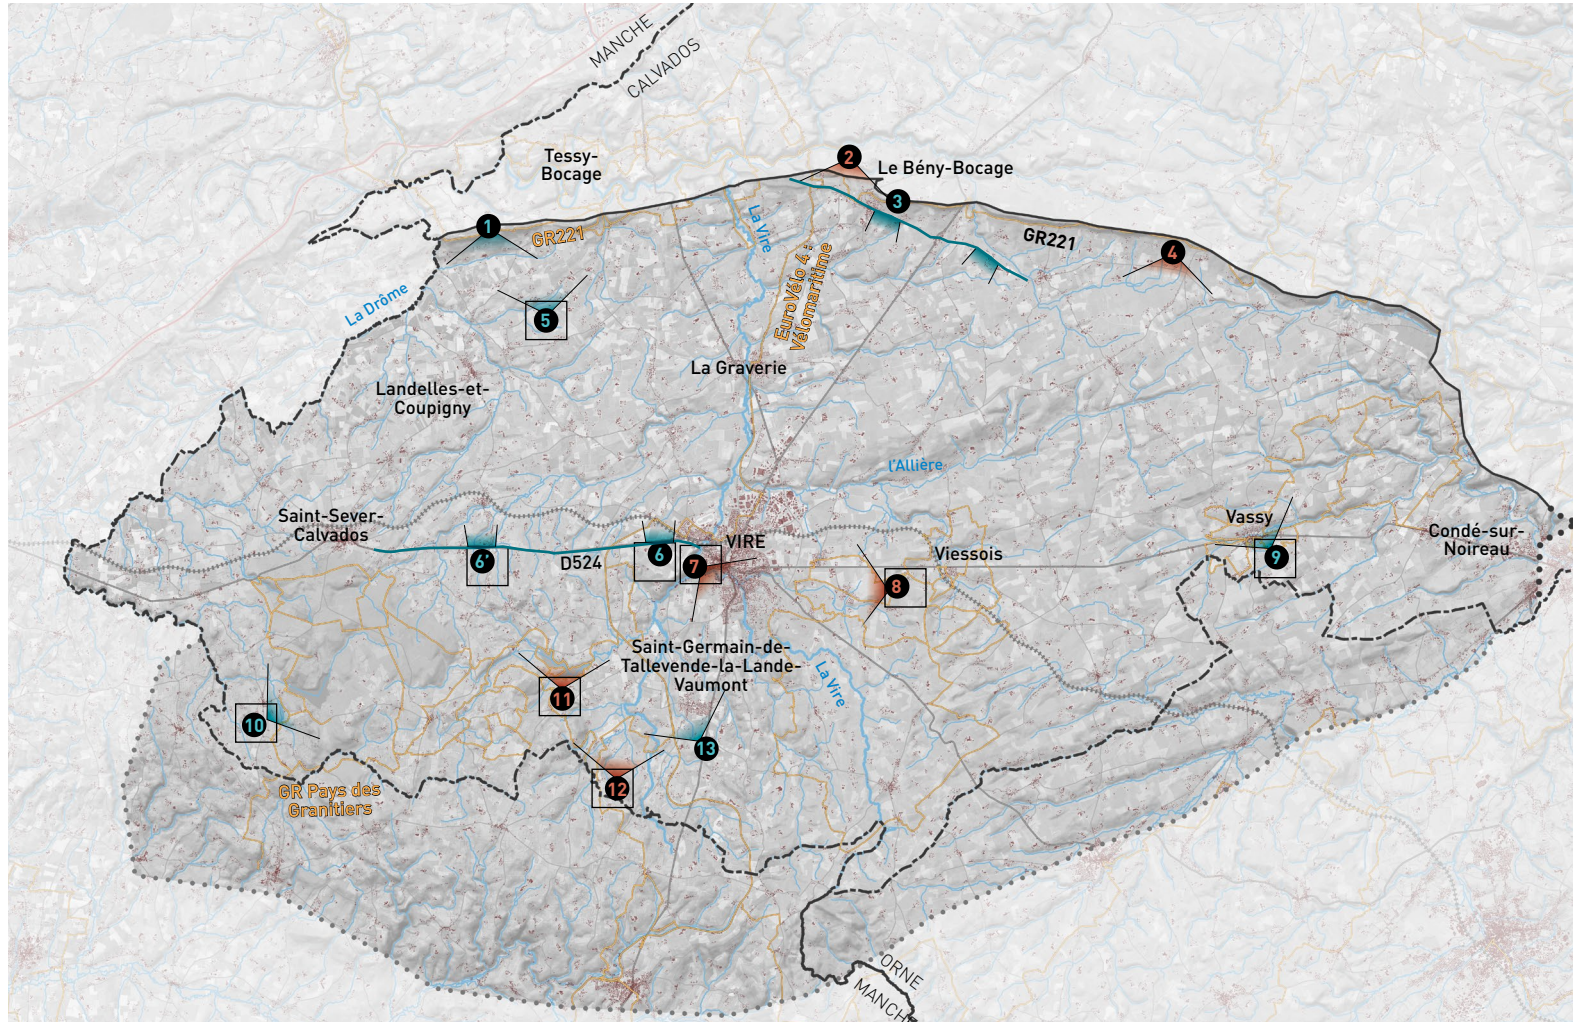 MANCHE
CALVADOS
Tessy-
Bocage
2
Le Bény-Bocage
3
1
GR221
La Vire
GR221
4
EuroVélo 4 :
Vélomaritime
La Drôme
5
La Graverie
Landelles-et-
Coupigny
l'Allière
Saint-Sever-
Calvados
Vassy
Condé-sur-
Noireau
VIRE
6'
D524
6
7
Viessois
9
8
Saint-Germain-de-
Tallevende-la-Lande-
Vaumont
La Vire
11
10
13
12
GR Pays des
Granitiers
ORNE
MANCHE